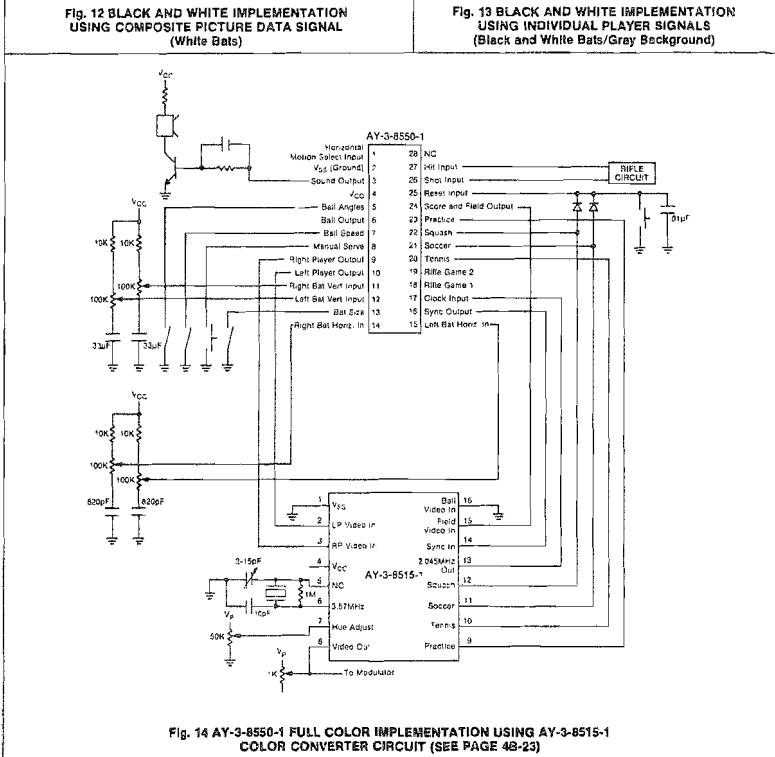 Fig. 12 BLACK AND WHITE IMPLEMENTATION
USING COMPOSITE PICTURE DATA SIGNAL
(White Bats)
Fig. 13 BLACK AND WHITE IMPLEMENTATION
USING INDIVIDUAL PLAYER SIGNALS
(Black and White Bats/Gray Background)
VCC
AY-3-8550-1
Horizontal
Motion Select Input 1
VSS (Ground) 2
Sound Output 3
VCC 4
Ball Angles 5
Ball Output 6
Ball Speed 7
Manual Serve 8
Right Player Output 9
Left Player Output 10
Right Bat Vert Input 11
Left Bat Vert Input 12
Bat Size 13
Right Bat Horiz. In 14
28 NC
27 Hit Input
26 Shot Input
25 Reset Input
24 Score and Field Output
23 Practice
22 Squash
21 Soccer
20 Tennis
19 Rifle Game 2
18 Rifle Game 1
17 Clock Input
16 Sync Output
15 Left Bat Horiz. In
RIFLE
CIRCUIT
.01µF
VCC
10K 10K
100K
100K
.33µF .33µF
VCC
10K 10K
100K
100K
820pF 820pF
AY-3-8515-1
1 VSS
2 LP Video In
3 RP Video In
4 VCC
5 NC
6 3.57MHz
7 Hue Adjust
8 Video Out
Ball
Video In 16
Field
Video In 15
Sync In 14
2.045MHz
Out 13
Squash 12
Soccer 11
Tennis 10
Practice 9
3-15pF
1M
10pF
VP
50K
VP
1K
To Modulator
Fig. 14 AY-3-8550-1 FULL COLOR IMPLEMENTATION USING AY-3-8515-1
COLOR CONVERTER CIRCUIT (SEE PAGE 4B-23)